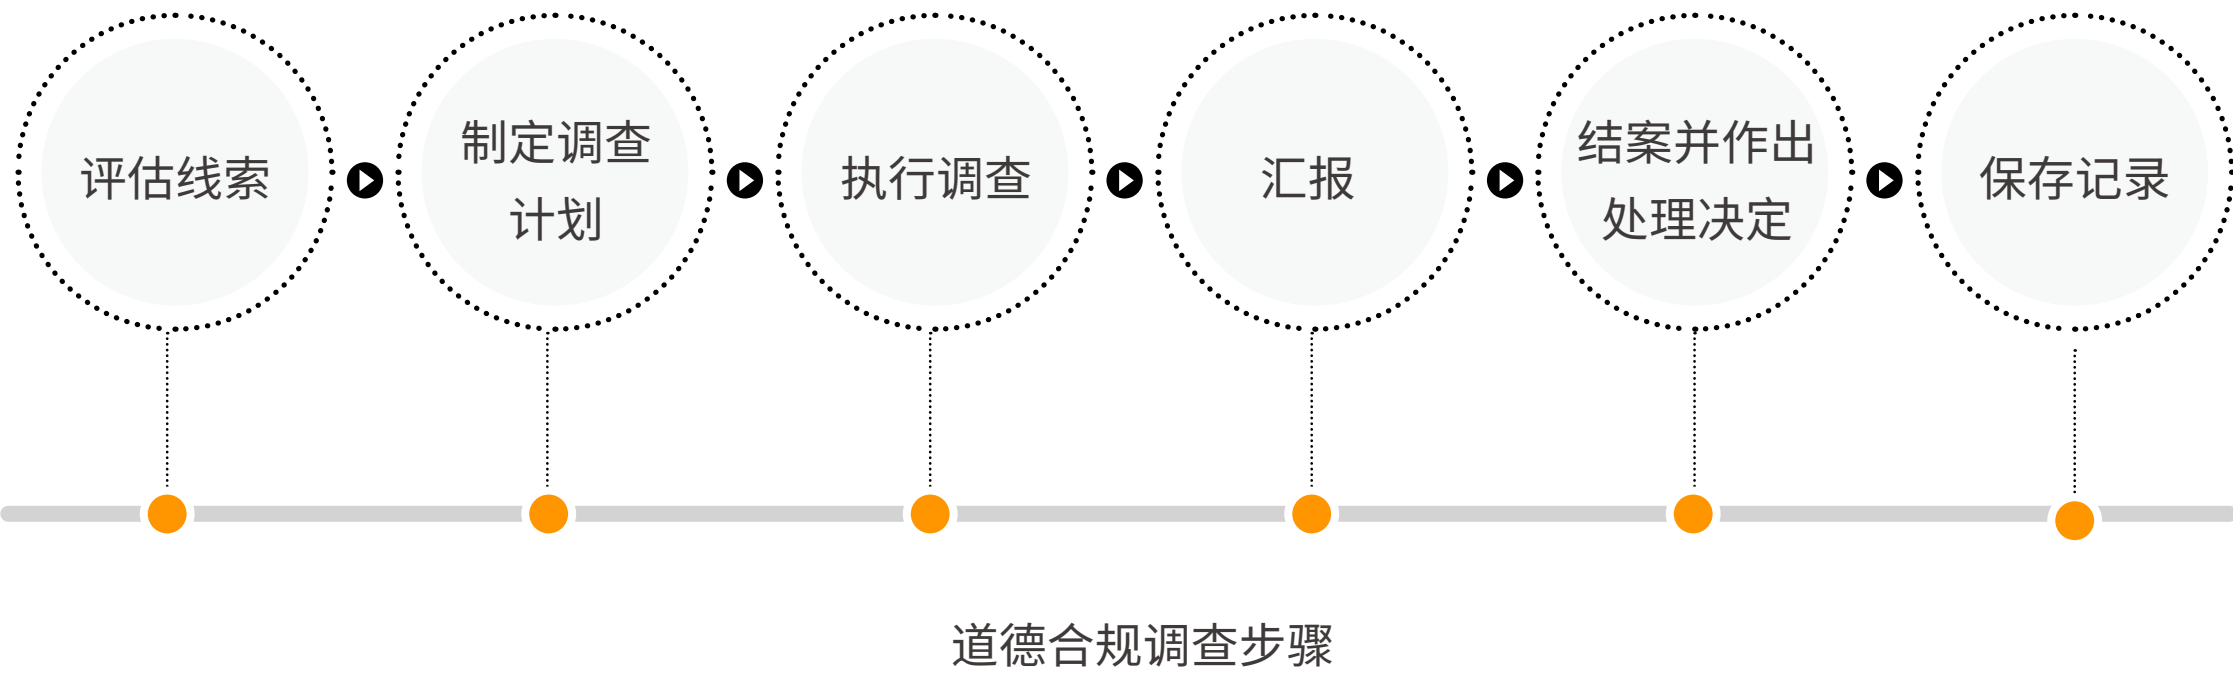 评估线索
制定调查
计划
执行调查
汇报
结案并作出
处理决定
保存记录
道德合规调查步骤